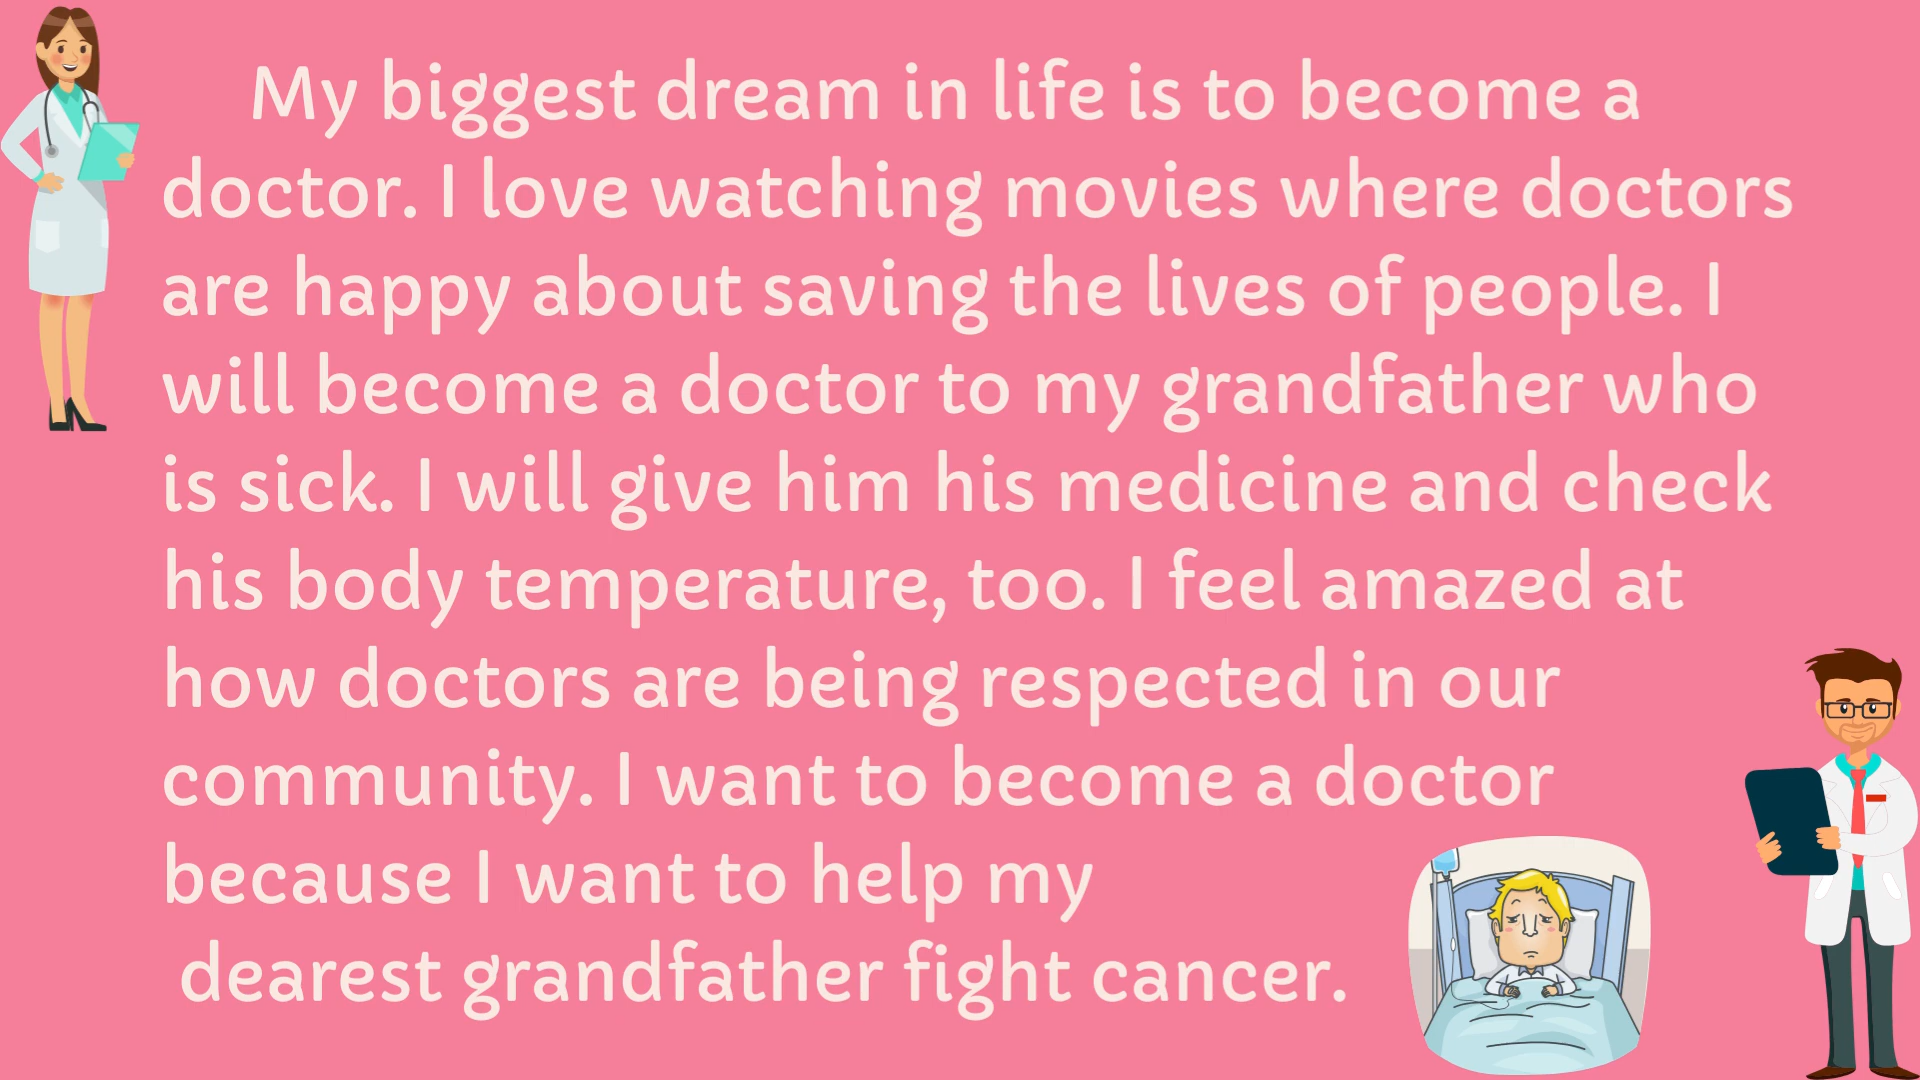 My biggest dream in life is to become a
doctor. I love watching movies where doctors
are happy about saving the lives of people. I
will become a doctor to my grandfather who
is sick. I will give him his medicine and check
his body temperature, too. I feel amazed at
how doctors are being respected in our
community. I want to become a doctor
because I want to help my
dearest grandfather fight cancer.